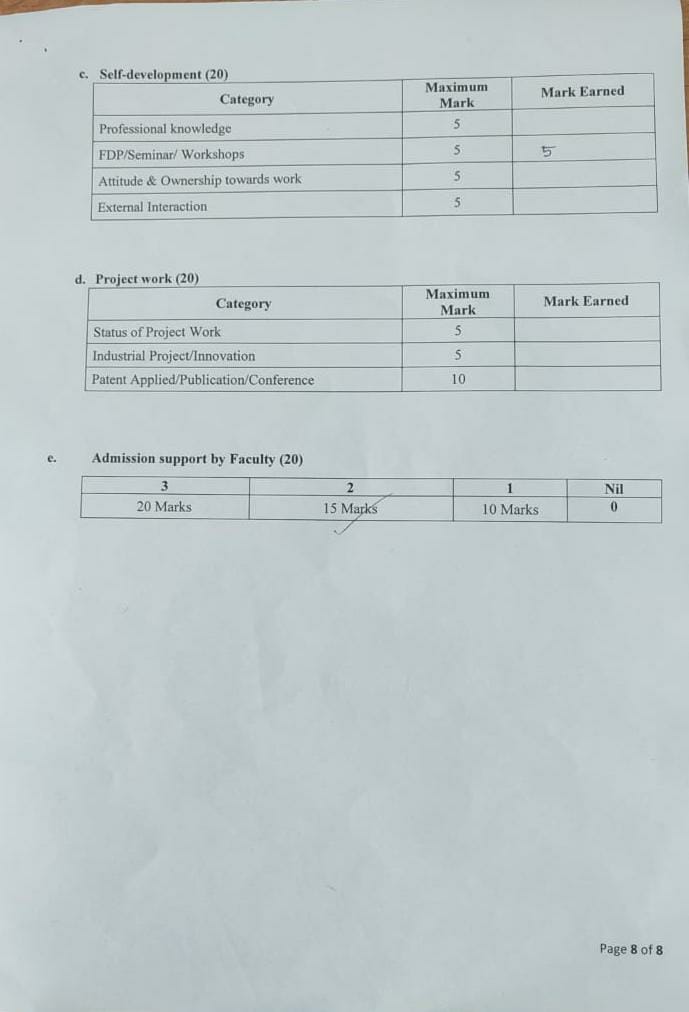 c. Self-development (20)
Category Maximum Mark Mark Earned
Professional knowledge 5
FDP/Seminar/ Workshops 5 5
Attitude & Ownership towards work 5
External Interaction 5
d. Project work (20)
Category Maximum Mark Mark Earned
Status of Project Work 5
Industrial Project/Innovation 5
Patent Applied/Publication/Conference 10
e. Admission support by Faculty (20)
3 2 1 Nil
20 Marks 15 Marks 10 Marks 0
Page 8 of 8